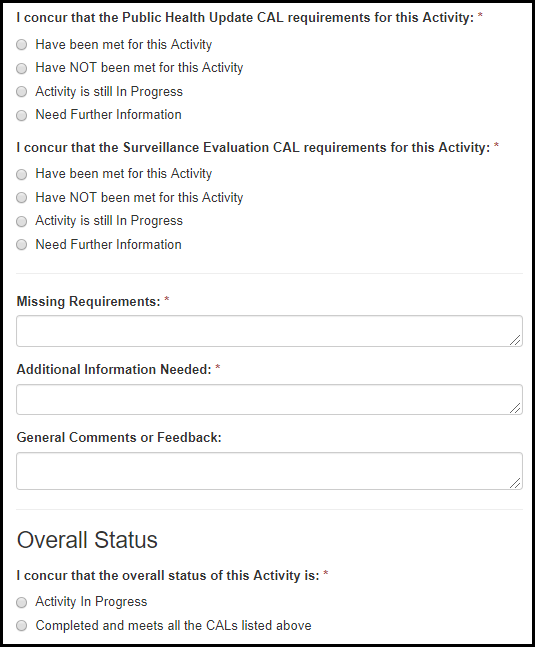 I concur that the Public Health Update CAL requirements for this Activity: *
Have been met for this Activity
Have NOT been met for this Activity
Activity is still In Progress
Need Further Information
I concur that the Surveillance Evaluation CAL requirements for this Activity: *
Have been met for this Activity
Have NOT been met for this Activity
Activity is still In Progress
Need Further Information
Missing Requirements: *
Additional Information Needed: *
General Comments or Feedback:
Overall Status
I concur that the overall status of this Activity is: *
Activity In Progress
Completed and meets all the CALs listed above